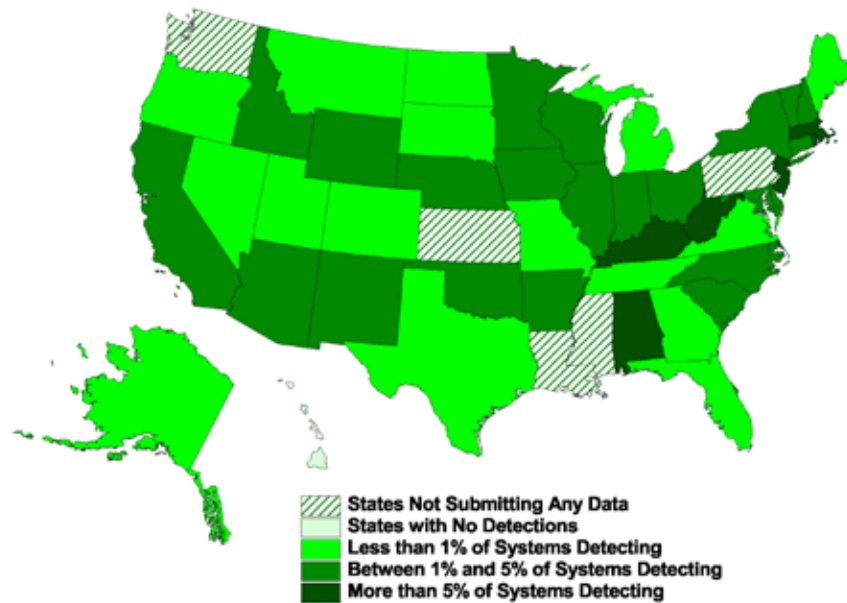 States Not Submitting Any Data
States with No Detections
Less than 1% of Systems Detecting
Between 1% and 5% of Systems Detecting
More than 5% of Systems Detecting